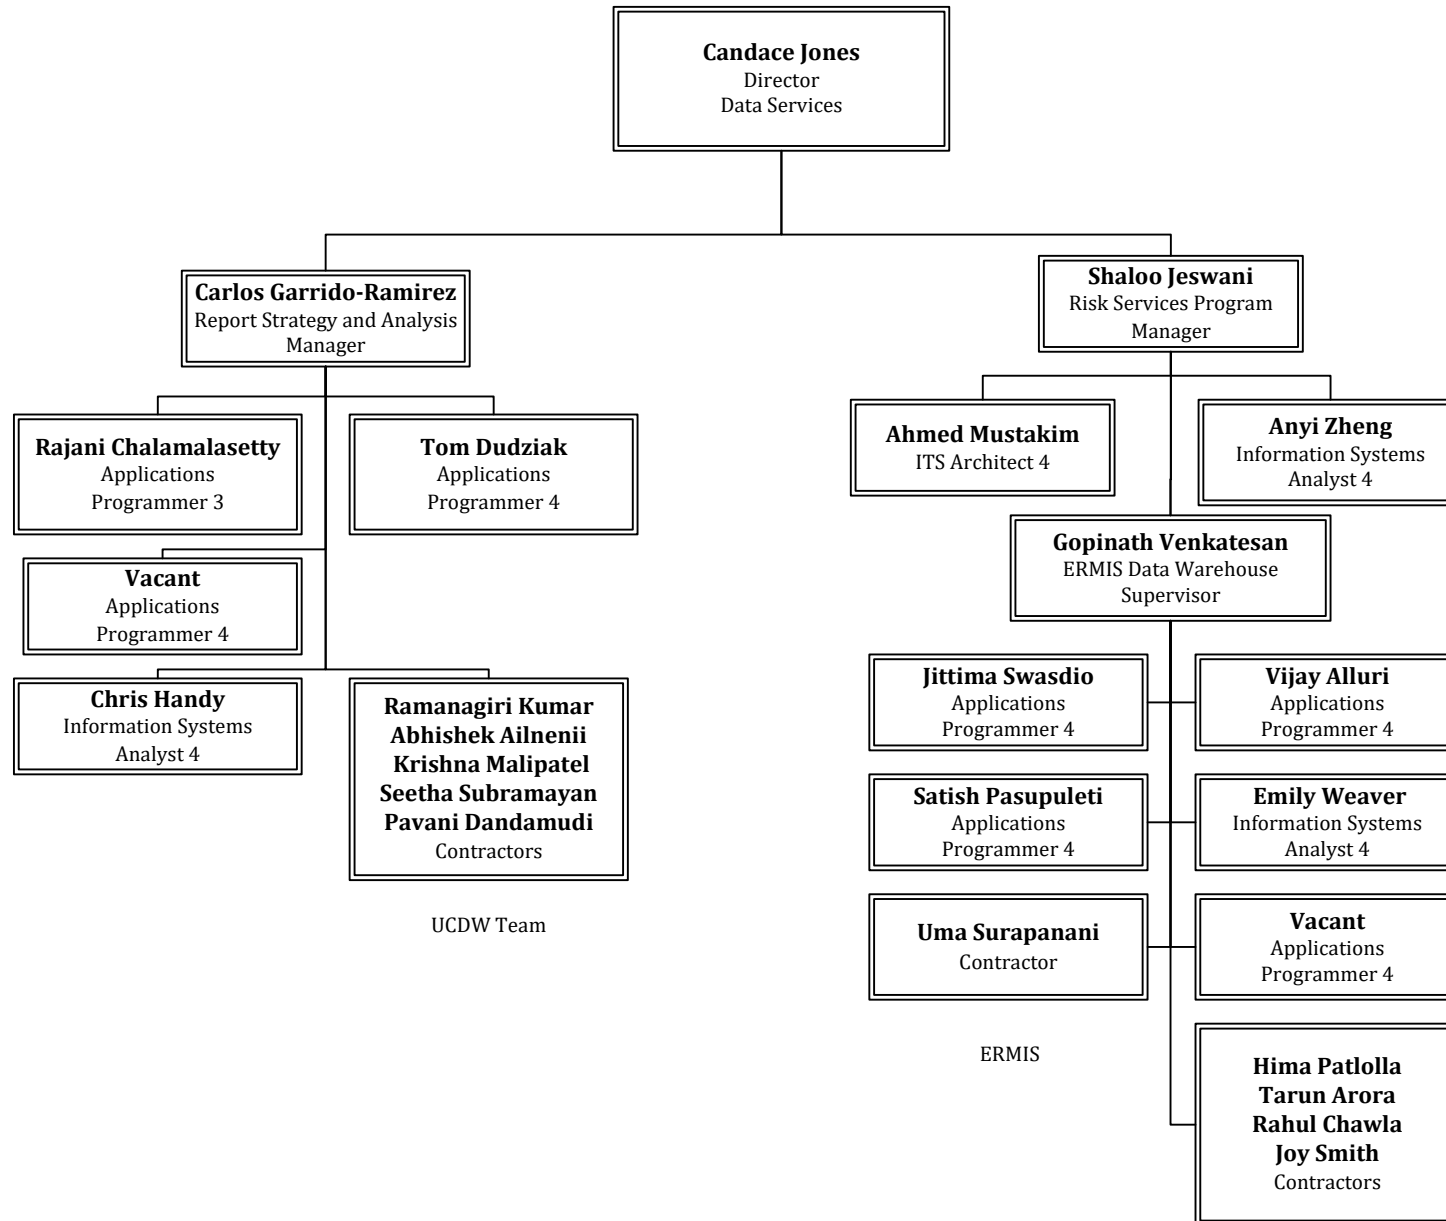 Candace Jones
Director
Data Services
Carlos Garrido-Ramirez
Report Strategy and Analysis
Manager
Shaloo Jeswani
Risk Services Program
Manager
Rajani Chalamalasetty
Applications
Programmer 3
Tom Dudziak
Applications
Programmer 4
Ahmed Mustakim
ITS Architect 4
Anyi Zheng
Information Systems
Analyst 4
Vacant
Applications
Programmer 4
Gopinath Venkatesan
ERMIS Data Warehouse
Supervisor
Chris Handy
Information Systems
Analyst 4
Ramanagiri Kumar
Abhishek Ailnenii
Krishna Malipatel
Seetha Subramayan
Pavani Dandamudi
Contractors
UCDW Team
Jittima Swasdio
Applications
Programmer 4
Vijay Alluri
Applications
Programmer 4
Satish Pasupuleti
Applications
Programmer 4
Emily Weaver
Information Systems
Analyst 4
Uma Surapanani
Contractor
Vacant
Applications
Programmer 4
ERMIS
Hima Patlolla
Tarun Arora
Rahul Chawla
Joy Smith
Contractors